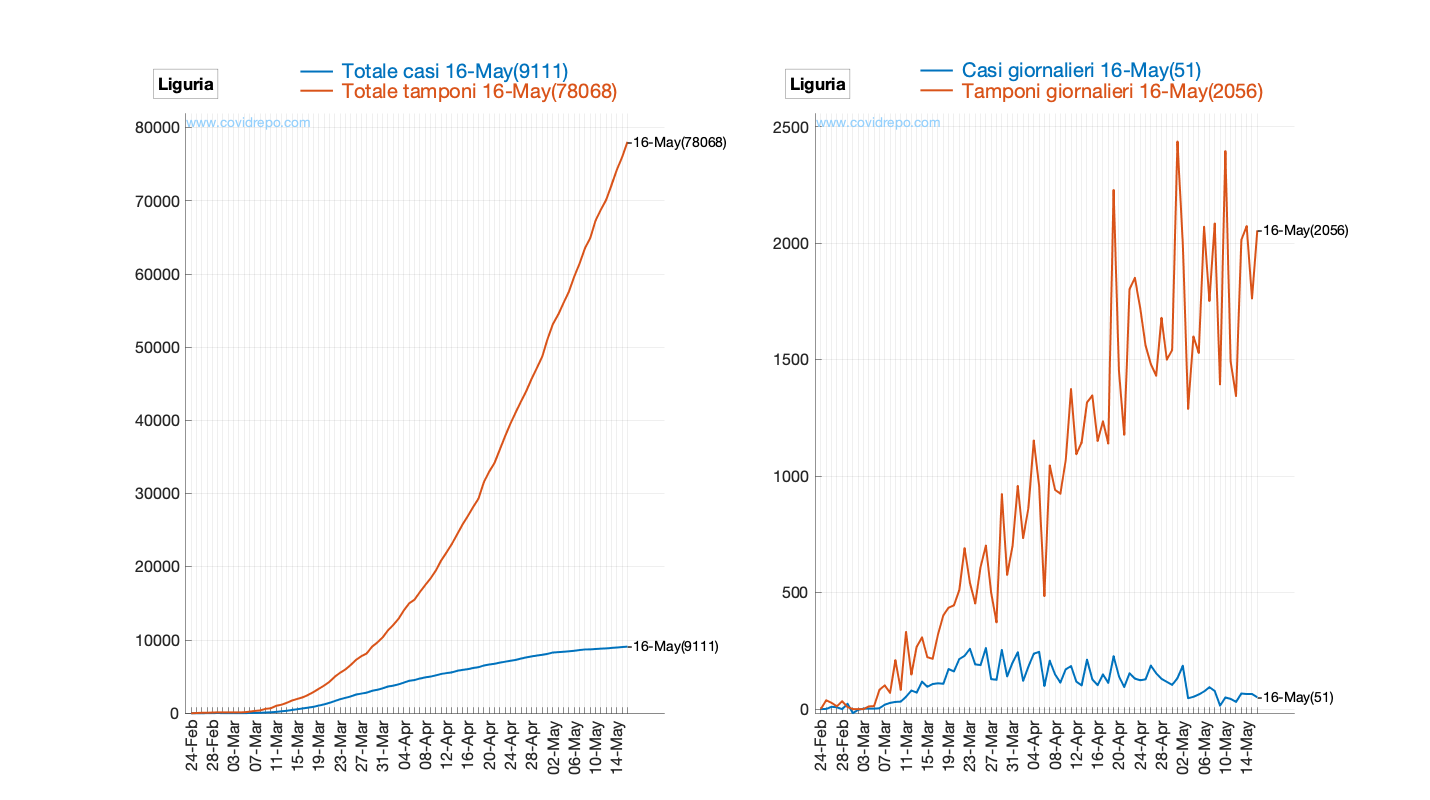 Liguria
Totale casi 16-May(9111)
Totale tamponi 16-May(78068)
www.covidrepo.com
80000
70000
60000
50000
40000
30000
20000
10000
0
16-May(78068)
16-May(9111)
24-Feb
28-Feb
03-Mar
07-Mar
11-Mar
15-Mar
19-Mar
23-Mar
27-Mar
31-Mar
04-Apr
08-Apr
12-Apr
16-Apr
20-Apr
24-Apr
28-Apr
02-May
06-May
10-May
14-May
Liguria
Casi giornalieri 16-May(51)
Tamponi giornalieri 16-May(2056)
www.covidrepo.com
2500
2000
1500
1000
500
0
16-May(2056)
16-May(51)
24-Feb
28-Feb
03-Mar
07-Mar
11-Mar
15-Mar
19-Mar
23-Mar
27-Mar
31-Mar
04-Apr
08-Apr
12-Apr
16-Apr
20-Apr
24-Apr
28-Apr
02-May
06-May
10-May
14-May